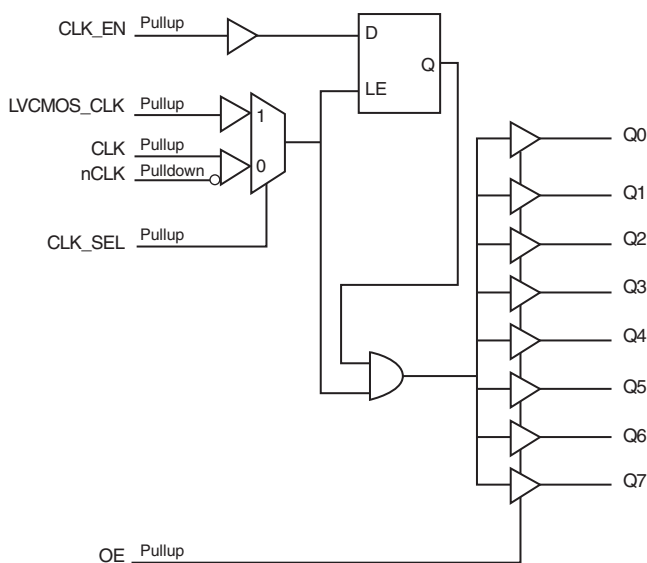 CLK_EN Pullup
D
Q
LE
LVCMOS_CLK Pullup
1
CLK Pullup
0
nCLK Pulldown
CLK_SEL Pullup
Q0
Q1
Q2
Q3
Q4
Q5
Q6
Q7
OE Pullup